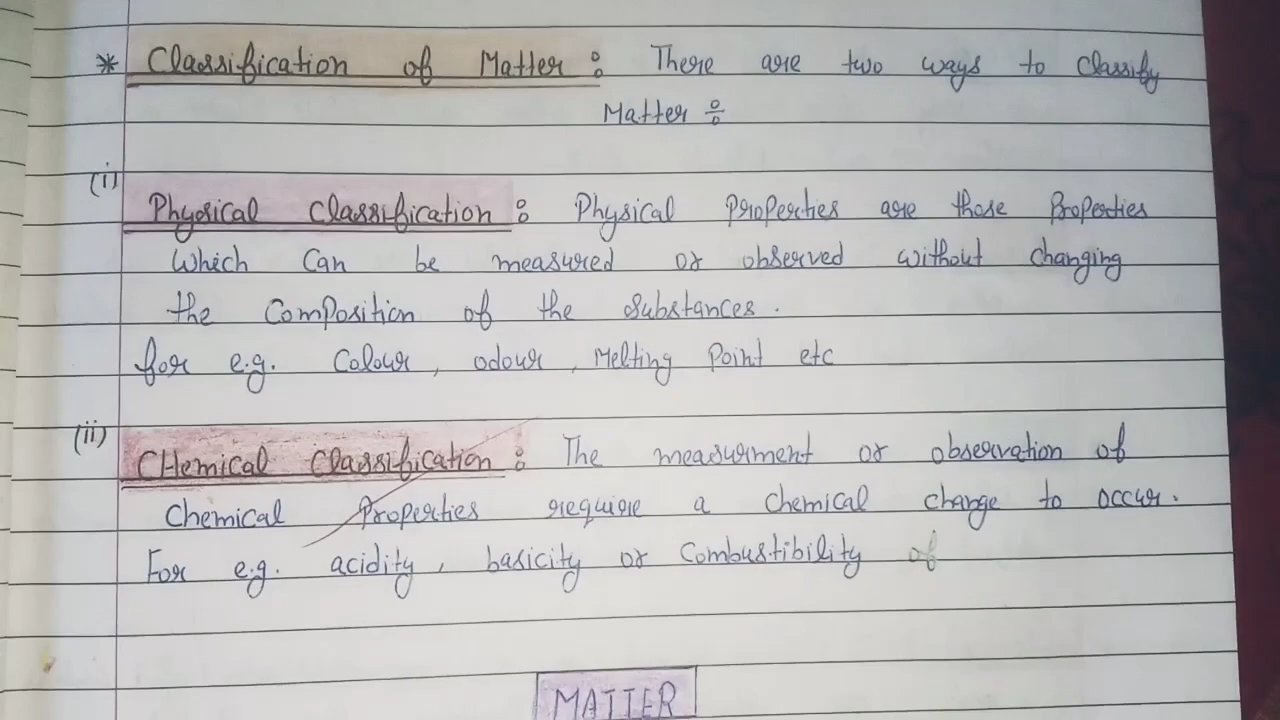 * Classification of Matter : There are two ways to Classify
Matter ÷
(i)
Physical Classification : Physical Properties are those Properties
Which Can be measured or observed without changing
the Composition of the Substances.
for e.g. Colour, odour, Melting Point etc
(ii)
CHemical Classification : The measurment or observation of
Chemical Properties require a Chemical change to occur.
For e.g. acidity, basicity or Combustibility of
MATTER